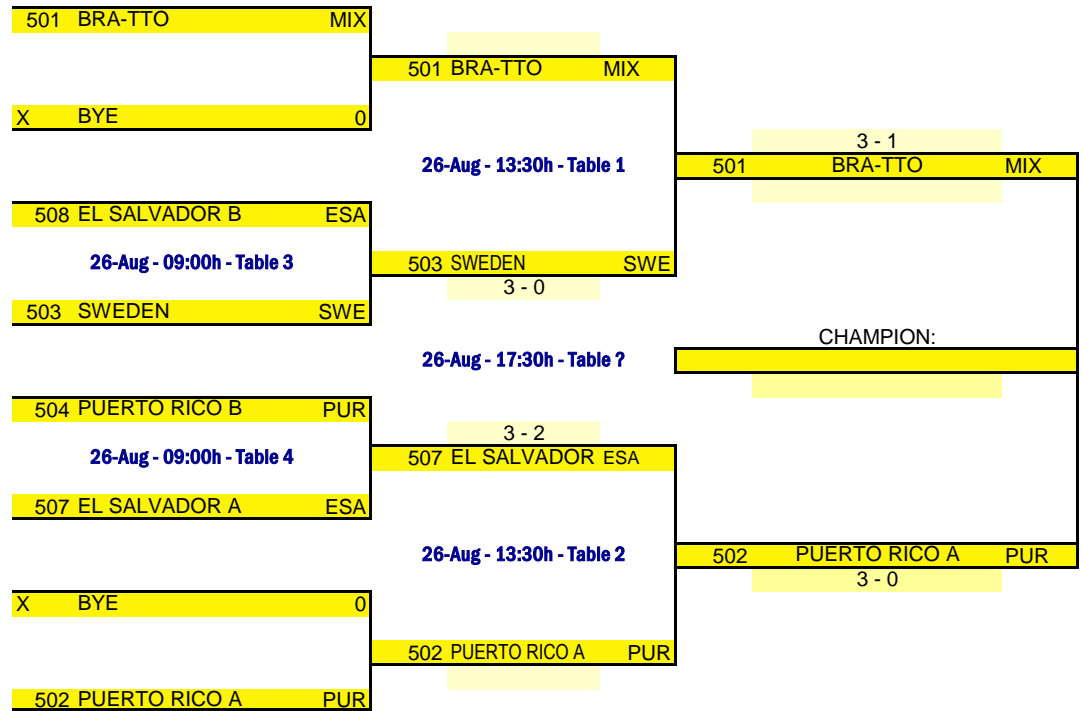 501 BRA-TTO MIX
501 BRA-TTO MIX
X BYE 0
3 - 1
26-Aug - 13:30h - Table 1
501 BRA-TTO MIX
508 EL SALVADOR B ESA
26-Aug - 09:00h - Table 3
503 SWEDEN SWE
3 - 0
503 SWEDEN SWE
CHAMPION:
26-Aug - 17:30h - Table ?
504 PUERTO RICO B PUR
3 - 2
26-Aug - 09:00h - Table 4
507 EL SALVADOR ESA
507 EL SALVADOR A ESA
26-Aug - 13:30h - Table 2
502 PUERTO RICO A PUR
3 - 0
X BYE 0
502 PUERTO RICO A PUR
502 PUERTO RICO A PUR